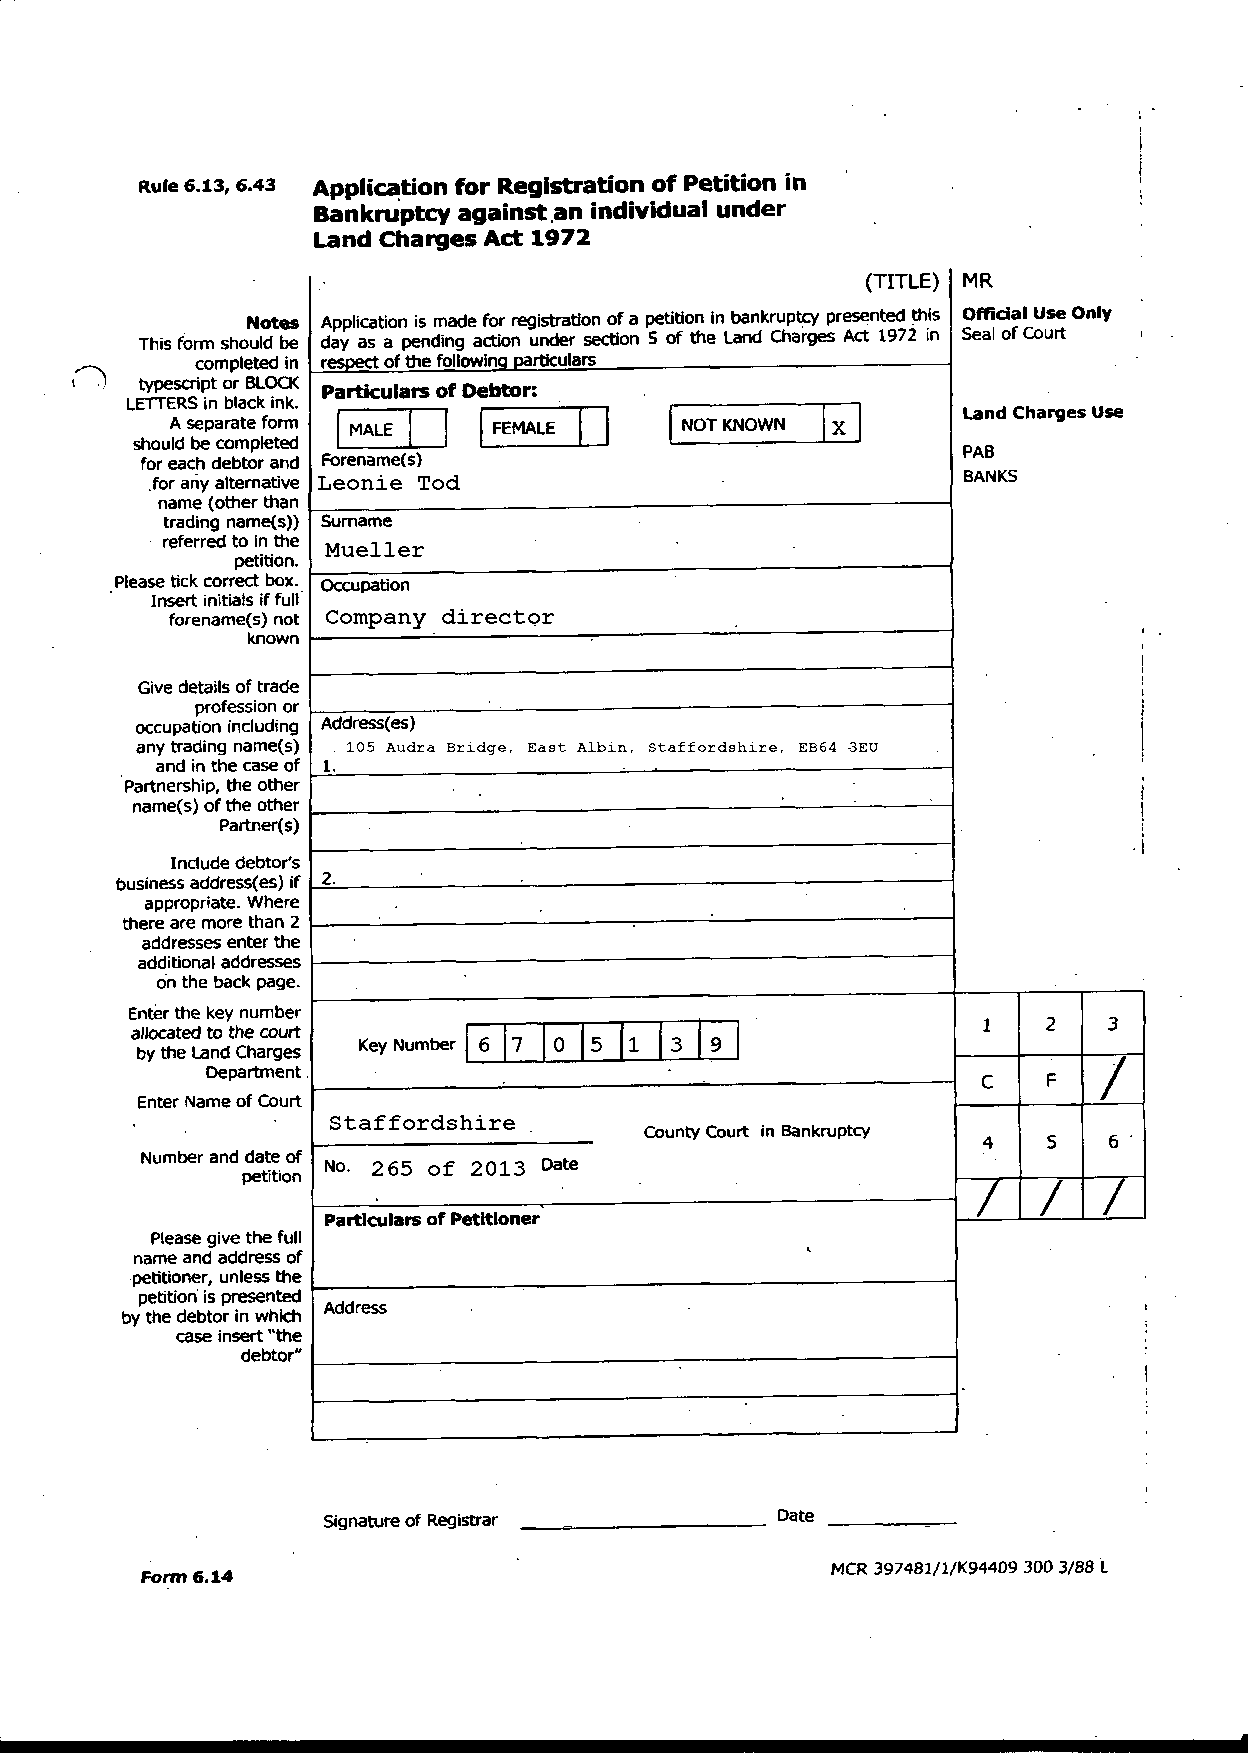 Rule 6.13, 6.43
Application for Registration of Petition in
Bankruptcy against an individual under
Land Charges Act 1972
(TITLE) MR
Notes
This form should be
completed in
typescript or BLOCK
LETTERS in black ink.
A separate form
should be completed
for each debtor and
for any alternative
name (other than
trading name(s))
referred to in the
petition.
Please tick correct box.
Insert initials if full
forename(s) not
known
Give details of trade
profession or
occupation including
any trading name(s)
and in the case of
Partnership, the other
name(s) of the other
Partner(s)
Include debtor's
business address(es) if
appropriate. Where
there are more than 2
addresses enter the
additional addresses
on the back page.
Enter the key number
allocated to the court
by the Land Charges
Department
Enter Name of Court
Number and date of
petition
Please give the full
name and address of
petitioner, unless the
petition is presented
by the debtor in which
case insert "the
debtor"
Application is made for registration of a petition in bankruptcy presented this
day as a pending action under section 5 of the Land Charges Act 1972 in
respect of the following particulars
Particulars of Debtor:
MALE FEMALE NOT KNOWN X
Forename(s)
Leonie Tod
Surname
Mueller
Occupation
Company director
Address(es)
105 Audra Bridge, East Albin, Staffordshire, EB64 3EU
1.
2.
Key Number 6 7 0 5 1 3 9
Staffordshire
County Court in Bankruptcy
No. 265 of 2013 Date
Particulars of Petitioner
Address
Official Use Only
Seal of Court
Land Charges Use
PAB
BANKS
1 2 3
C F /
4 5 6
/ / /
Signature of Registrar
Date
Form 6.14
MCR 397481/1/K94409 300 3/88 L